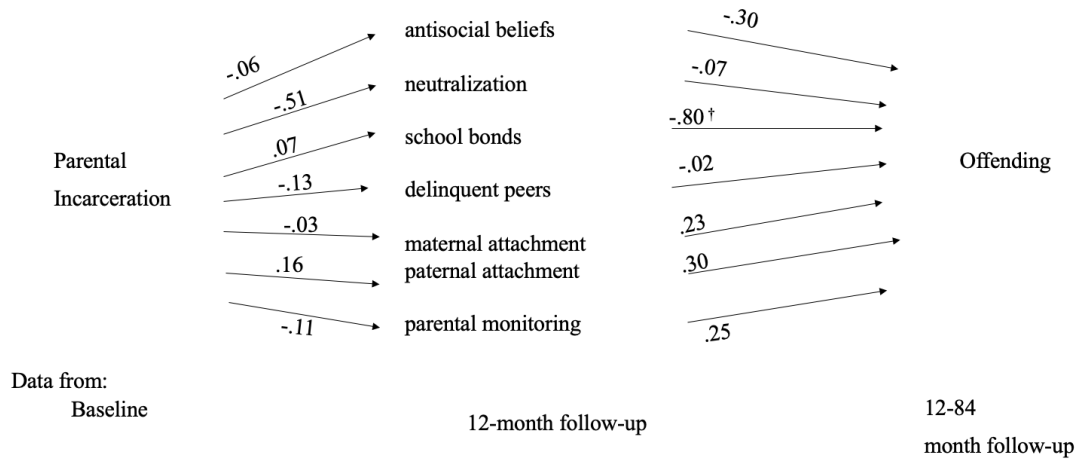 antisocial beliefs
-.30
-.06
-.07
neutralization
-.51
-.80 †
school bonds
.07
Parental
Incarceration
-.02
Offending
-.13
delinquent peers
-.03
.23
maternal attachment
.16
paternal attachment
.30
-.11
parental monitoring
.25
Data from:
Baseline
12-month follow-up
12-84
month follow-up